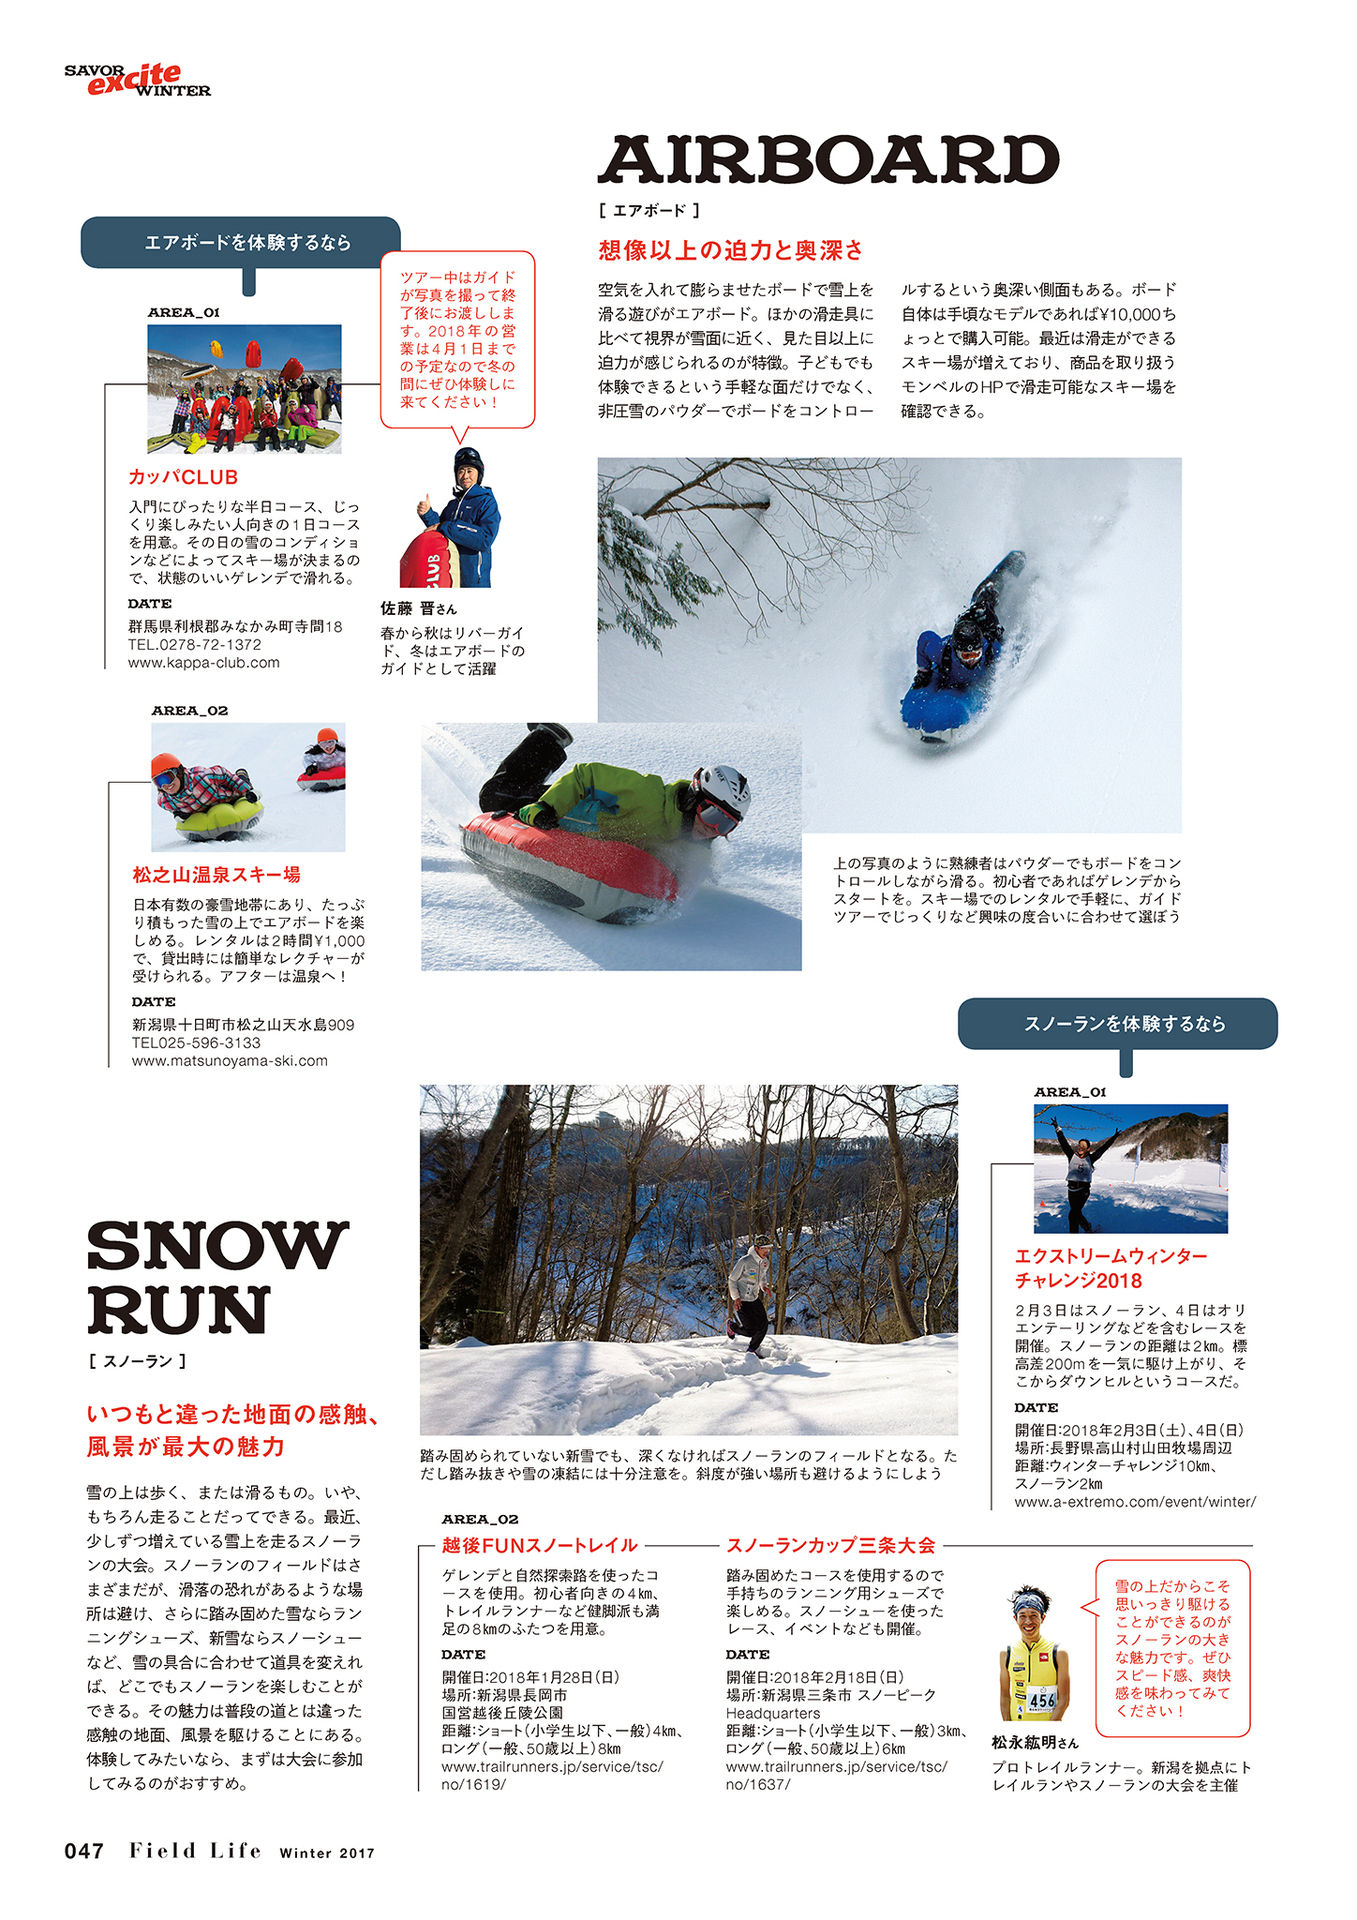 SAVOR
excite
WINTER
AIRBOARD
[ エアボード ]
想像以上の迫力と奥深さ
空気を入れて膨らませたボードで雪上を
滑る遊びがエアボード。ほかの滑走具に
比べて視界が雪面に近く、見た目以上に
迫力が感じられるのが特徴。子どもでも
体験できるという手軽な面だけでなく、
非圧雪のパウダーでボードをコントロー
ルするという奥深い側面もある。ボード
自体は手頃なモデルであれば¥10,000ち
ょっとで購入可能。最近は滑走ができる
スキー場が増えており、商品を取り扱う
モンベルのHPで滑走可能なスキー場を
確認できる。
エアボードを体験するなら
AREA_01
カッパCLUB
入門にぴったりな半日コース、じっ
くり楽しみたい人向きの1日コース
を用意。その日の雪のコンディショ
ンなどによってスキー場が決まるの
で、状態のいいゲレンデで滑れる。
DATE
群馬県利根郡みなかみ町寺間18
TEL.0278-72-1372
www.kappa-club.com
ツアー中はガイド
が写真を撮って終
了後にお渡ししま
す。2018年の営
業は4月1日まで
の予定なので冬の
間にぜひ体験しに
来てください！
CLUB
佐藤 晋さん
春から秋はリバーガイ
ド、冬はエアボードの
ガイドとして活躍
AREA_02
松之山温泉スキー場
日本有数の豪雪地帯にあり、たっぷ
り積もった雪の上でエアボードを楽
しめる。レンタルは2時間¥1,000
で、貸出時には簡単なレクチャーが
受けられる。アフターは温泉へ！
DATE
新潟県十日町市松之山天水島909
TEL025-596-3133
www.matsunoyama-ski.com
上の写真のように熟練者はパウダーでもボードをコン
トロールしながら滑る。初心者であればゲレンデから
スタートを。スキー場でのレンタルで手軽に、ガイド
ツアーでじっくりなど興味の度合いに合わせて選ぼう
SNOW
RUN
[ スノーラン ]
いつもと違った地面の感触、
風景が最大の魅力
雪の上は歩く、または滑るもの。いや、
もちろん走ることだってできる。最近、
少しずつ増えている雪上を走るスノーラ
ンの大会。スノーランのフィールドはさ
まざまだが、滑落の恐れがあるような場
所は避け、さらに踏み固めた雪ならラン
ニングシューズ、新雪ならスノーシュー
など、雪の具合に合わせて道具を変えれ
ば、どこでもスノーランを楽しむことが
できる。その魅力は普段の道とは違った
感触の地面、風景を駆けることにある。
体験してみたいなら、まずは大会に参加
してみるのがおすすめ。
踏み固められていない新雪でも、深くなければスノーランのフィールドとなる。た
だし踏み抜きや雪の凍結には十分注意を。斜度が強い場所も避けるようにしよう
スノーランを体験するなら
AREA_01
エクストリームウィンター
チャレンジ2018
2月3日はスノーラン、4日はオリ
エンテーリングなどを含むレースを
開催。スノーランの距離は2㎞。標
高差200mを一気に駆け上がり、そ
こからダウンヒルというコースだ。
DATE
開催日:2018年2月3日(土)、4日(日)
場所:長野県高山村山田牧場周辺
距離:ウィンターチャレンジ10㎞、
スノーラン2㎞
www.a-extremo.com/event/winter/
AREA_02
越後FUNスノートレイル
ゲレンデと自然探索路を使ったコ
ースを使用。初心者向きの4㎞、
トレイルランナーなど健脚派も満
足の8㎞のふたつを用意。
DATE
開催日:2018年1月28日(日)
場所:新潟県長岡市
国営越後丘陵公園
距離:ショート(小学生以下、一般)4㎞、
ロング(一般、50歳以上)8㎞
www.trailrunners.jp/service/tsc/
no/1619/
スノーランカップ三条大会
踏み固めたコースを使用するので
手持ちのランニング用シューズで
楽しめる。スノーシューを使った
レース、イベントなども開催。
DATE
開催日:2018年2月18日(日)
場所:新潟県三条市 スノーピーク
Headquarters
距離:ショート(小学生以下、一般)3㎞、
ロング(一般、50歳以上)6㎞
www.trailrunners.jp/service/tsc/
no/1637/
456
雪の上だからこそ
思いっきり駆ける
ことができるのが
スノーランの大き
な魅力です。ぜひ
スピード感、爽快
感を味わってみて
ください！
松永紘明さん
プロトレイルランナー。新潟を拠点にト
レイルランやスノーランの大会を主催
047 Field Life Winter 2017